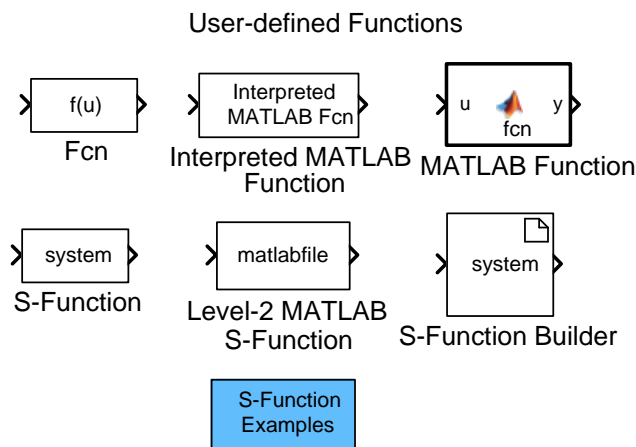 User-defined Functions
f(u)
Fcn
Interpreted
MATLAB Fcn
Interpreted MATLAB
Function
u
fcn
y
MATLAB Function
system
S-Function
matlabfile
Level-2 MATLAB
S-Function
system
S-Function Builder
S-Function
Examples